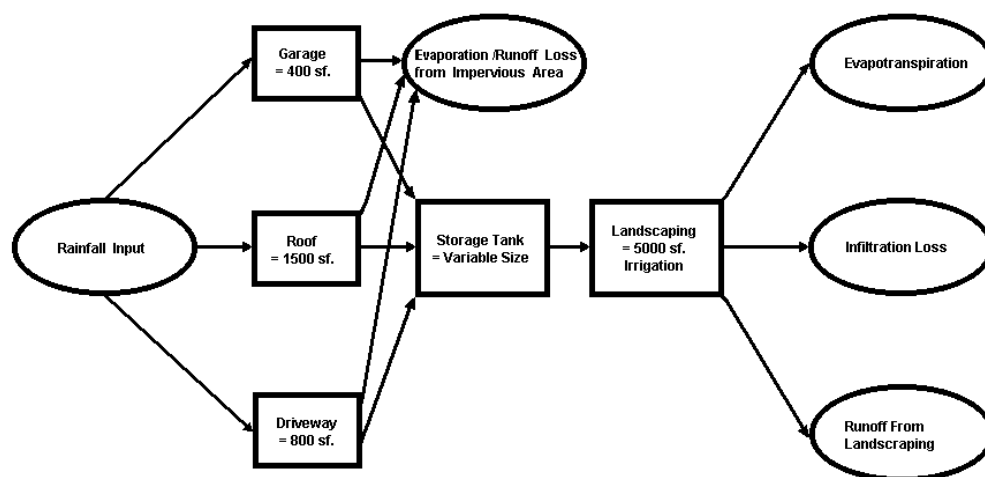 Garage
= 400 sf.
Evaporation /Runoff Loss
from Impervious Area
Evapotranspiration
Rainfall Input
Roof
= 1500 sf.
Storage Tank
= Variable Size
Landscaping
= 5000 sf.
Irrigation
Infiltration Loss
Driveway
= 800 sf.
Runoff From
Landscraping